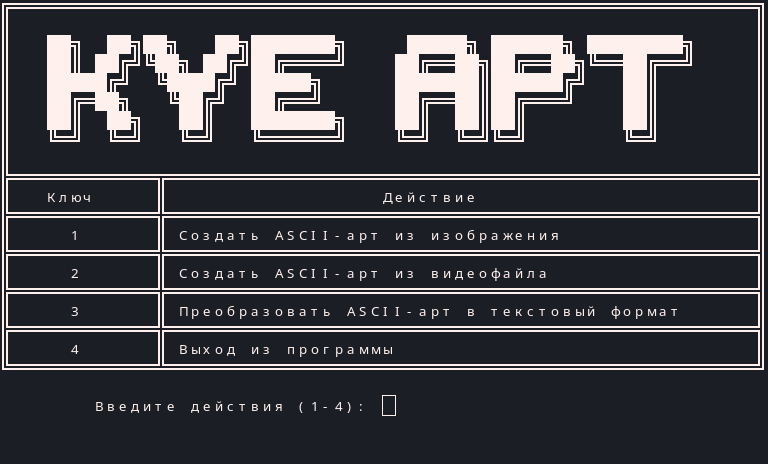 KYE APT
Ключ Действие
1 Создать ASCII-арт из изображения
2 Создать ASCII-арт из видеофайла
3 Преобразовать ASCII-арт в текстовый формат
4 Выход из программы
Введите действия (1-4):